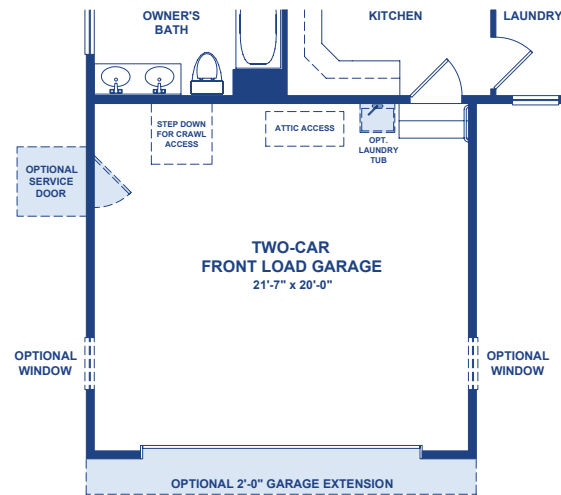 OWNER'S
BATH
KITCHEN
LAUNDRY
STEP DOWN
FOR CRAWL
ACCESS
ATTIC ACCESS
OPT.
LAUNDRY
TUB
OPTIONAL
SERVICE
DOOR
TWO-CAR
FRONT LOAD GARAGE
21'-7" x 20'-0"
OPTIONAL
WINDOW
OPTIONAL
WINDOW
OPTIONAL 2'-0" GARAGE EXTENSION